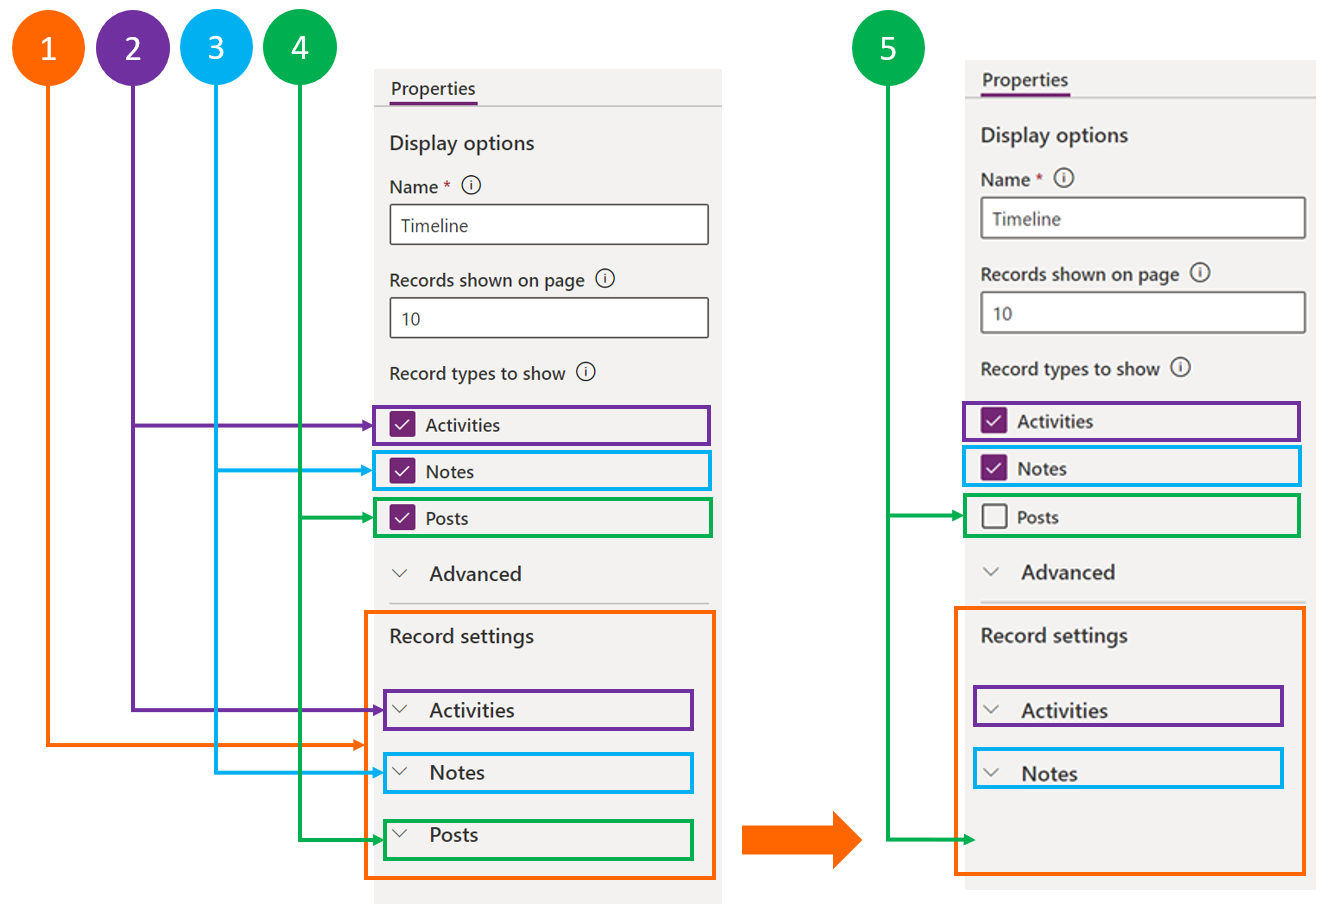 1 2 3 4
Properties
Display options
Name *
Timeline
Records shown on page
10
Record types to show
Activities
Notes
Posts
Advanced
Record settings
Activities
Notes
Posts
5
Properties
Display options
Name *
Timeline
Records shown on page
10
Record types to show
Activities
Notes
Posts
Advanced
Record settings
Activities
Notes